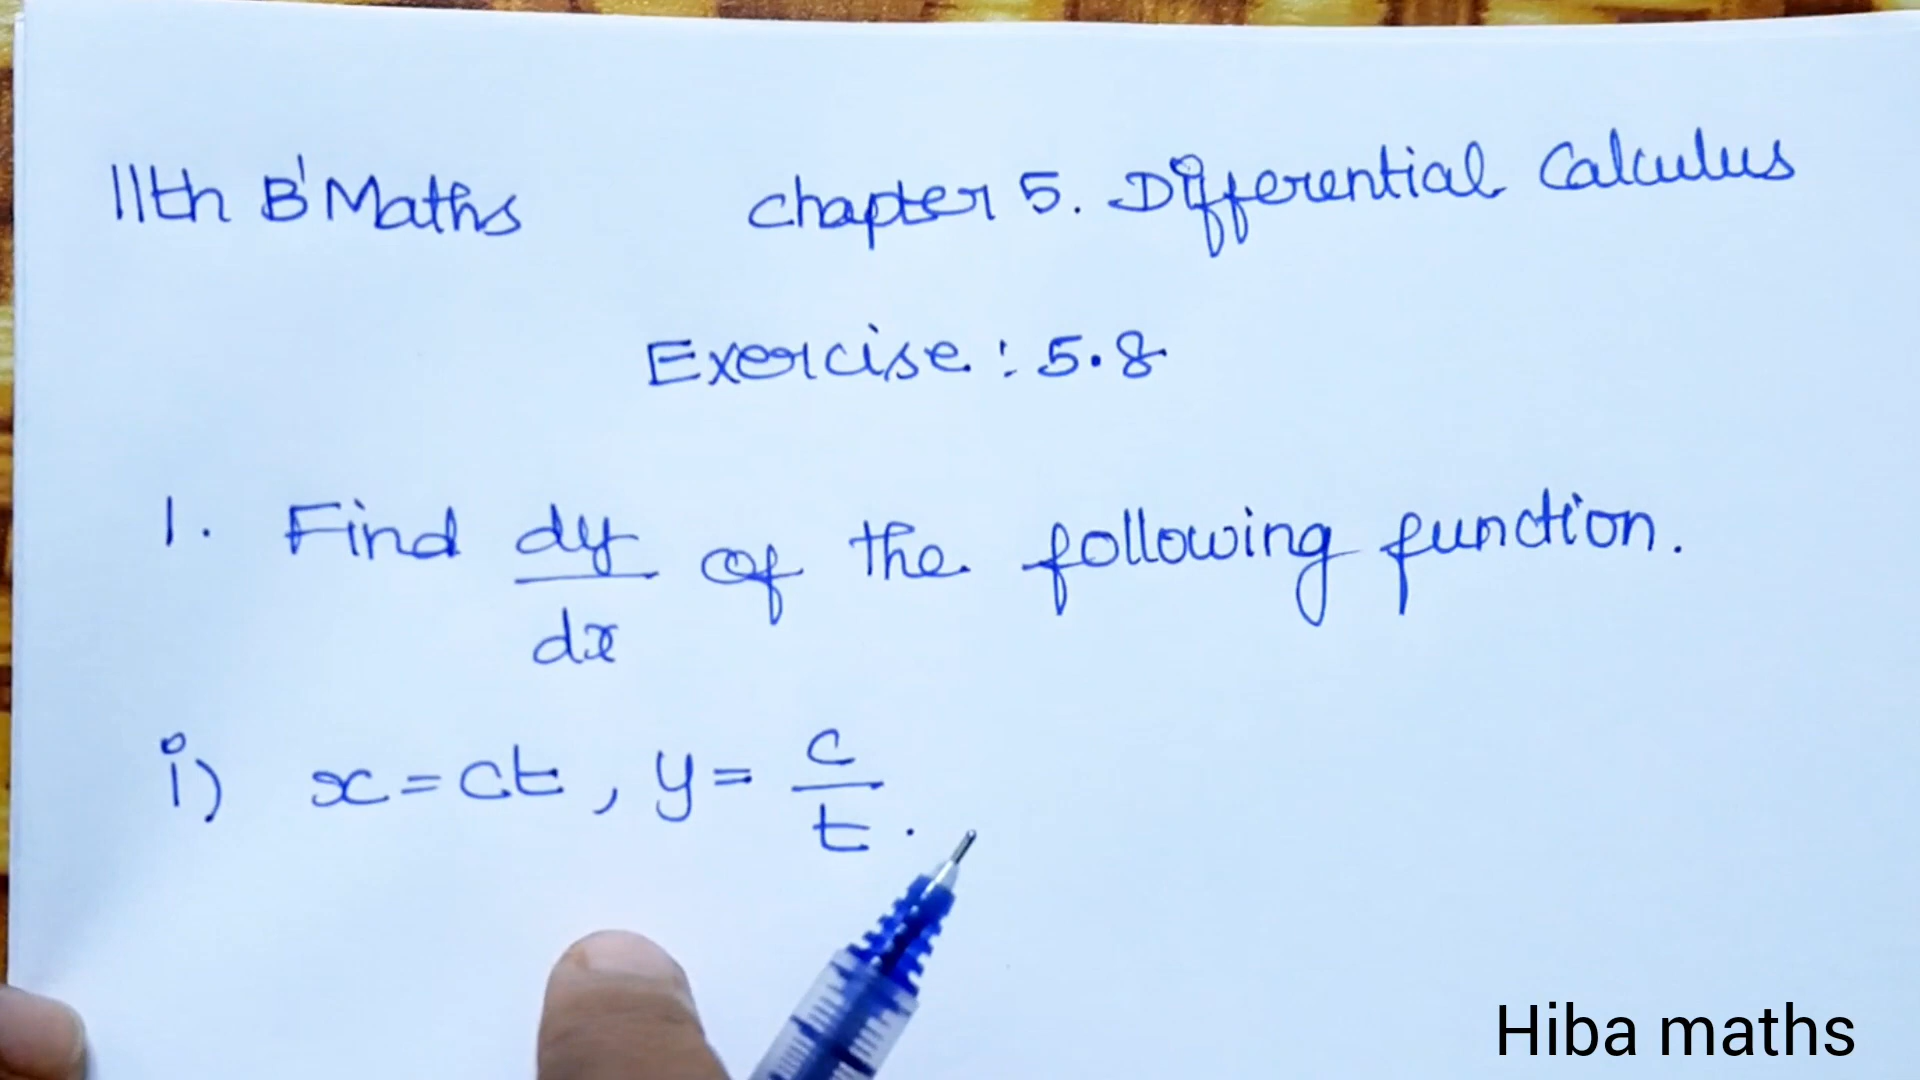 11th B'Maths chapter 5. Differential Calculus
Exercise : 5.8
1. Find dy/dx of the following function.
i) x = ct, y = c/t.
Hiba maths